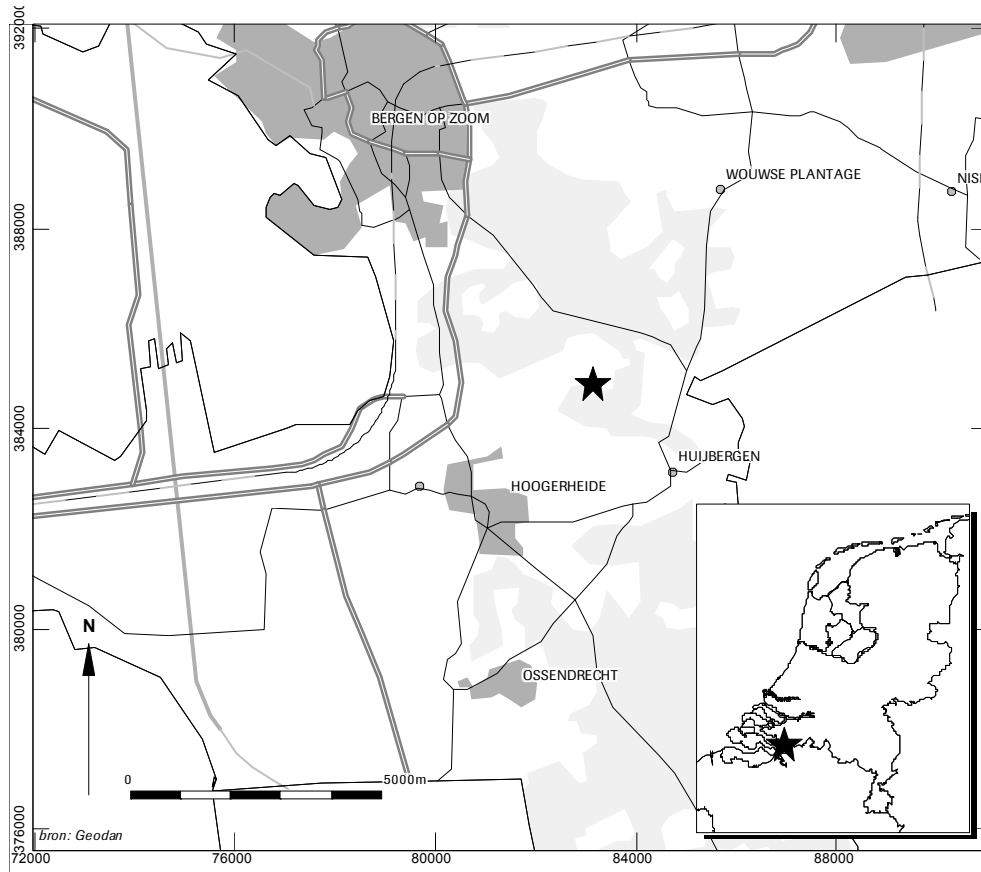 392000
BERGEN OP ZOOM
WOUWSE PLANTAGE
NIS
388000
384000
HUIJBERGEN
HOOGERHEIDE
380000
N
OSSENDRECHT
0
5000m
bron: Geodan
376000
72000
76000
80000
84000
88000